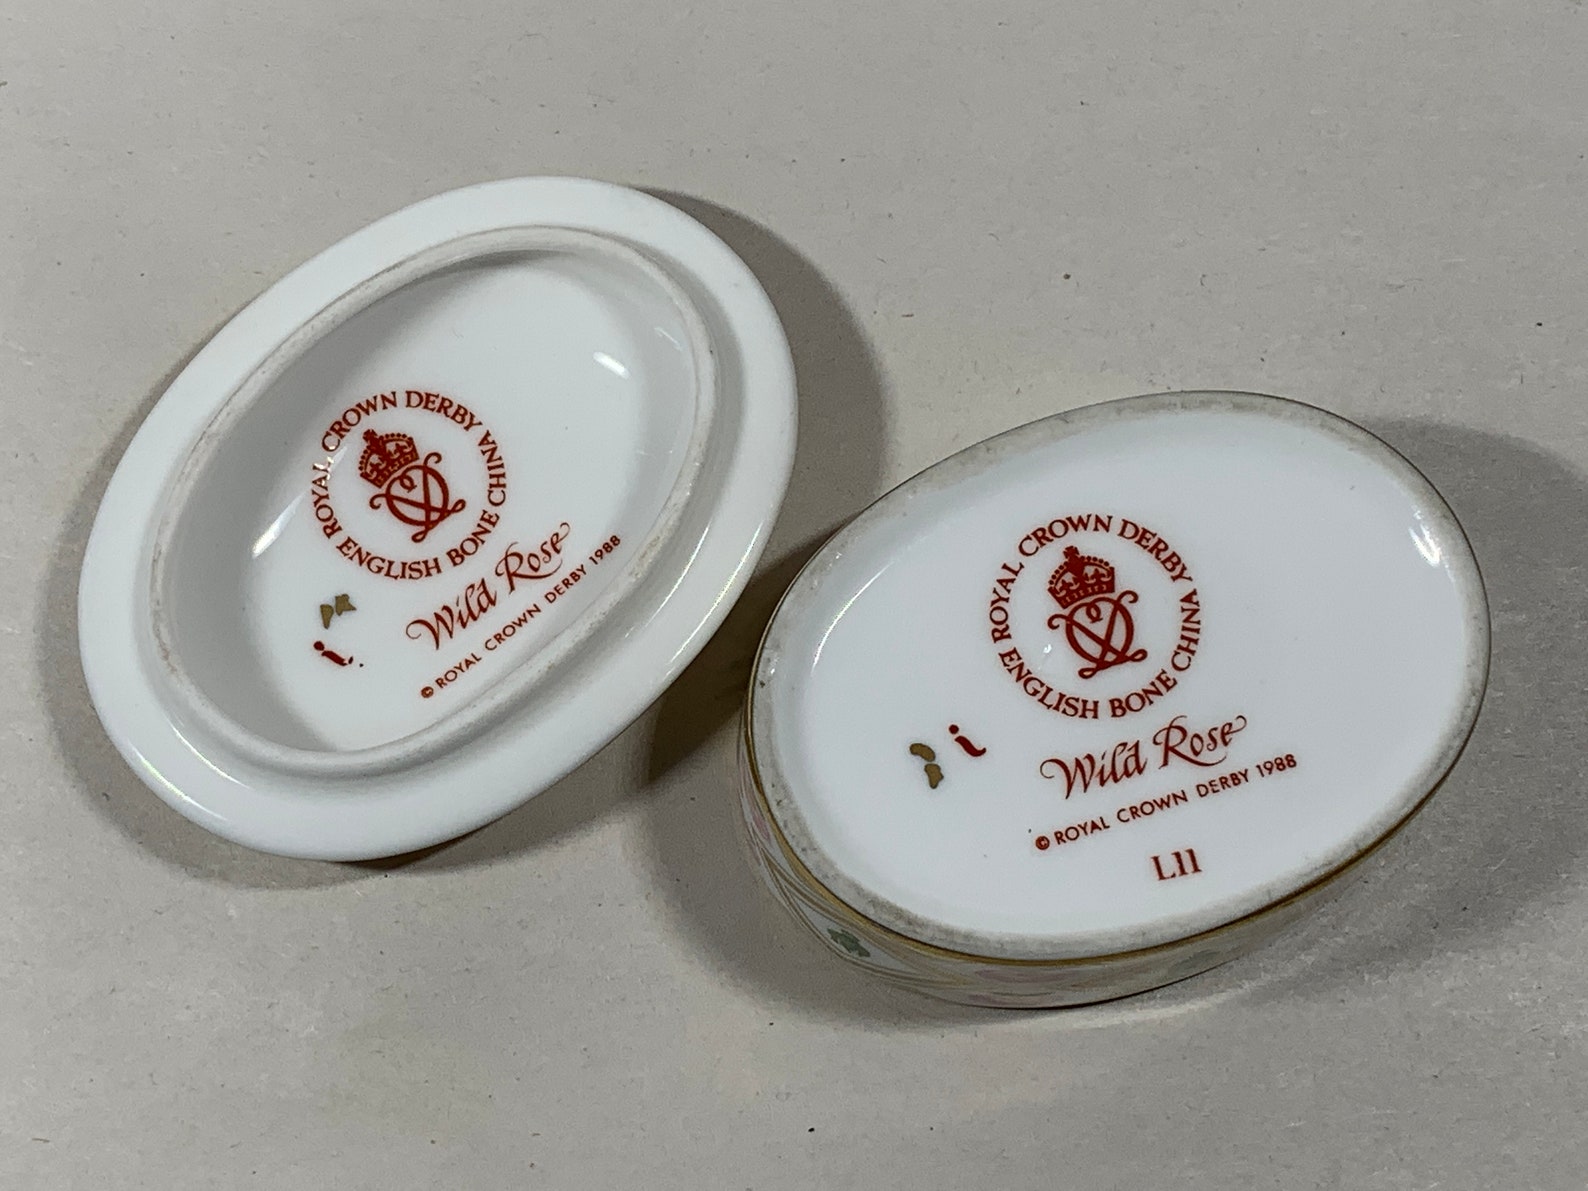 ROYAL CROWN DERBY
ENGLISH BONE CHINA
Wild Rose
© ROYAL CROWN DERBY 1988
i
ROYAL CROWN DERBY
ENGLISH BONE CHINA
i
Wild Rose
© ROYAL CROWN DERBY 1988
L11